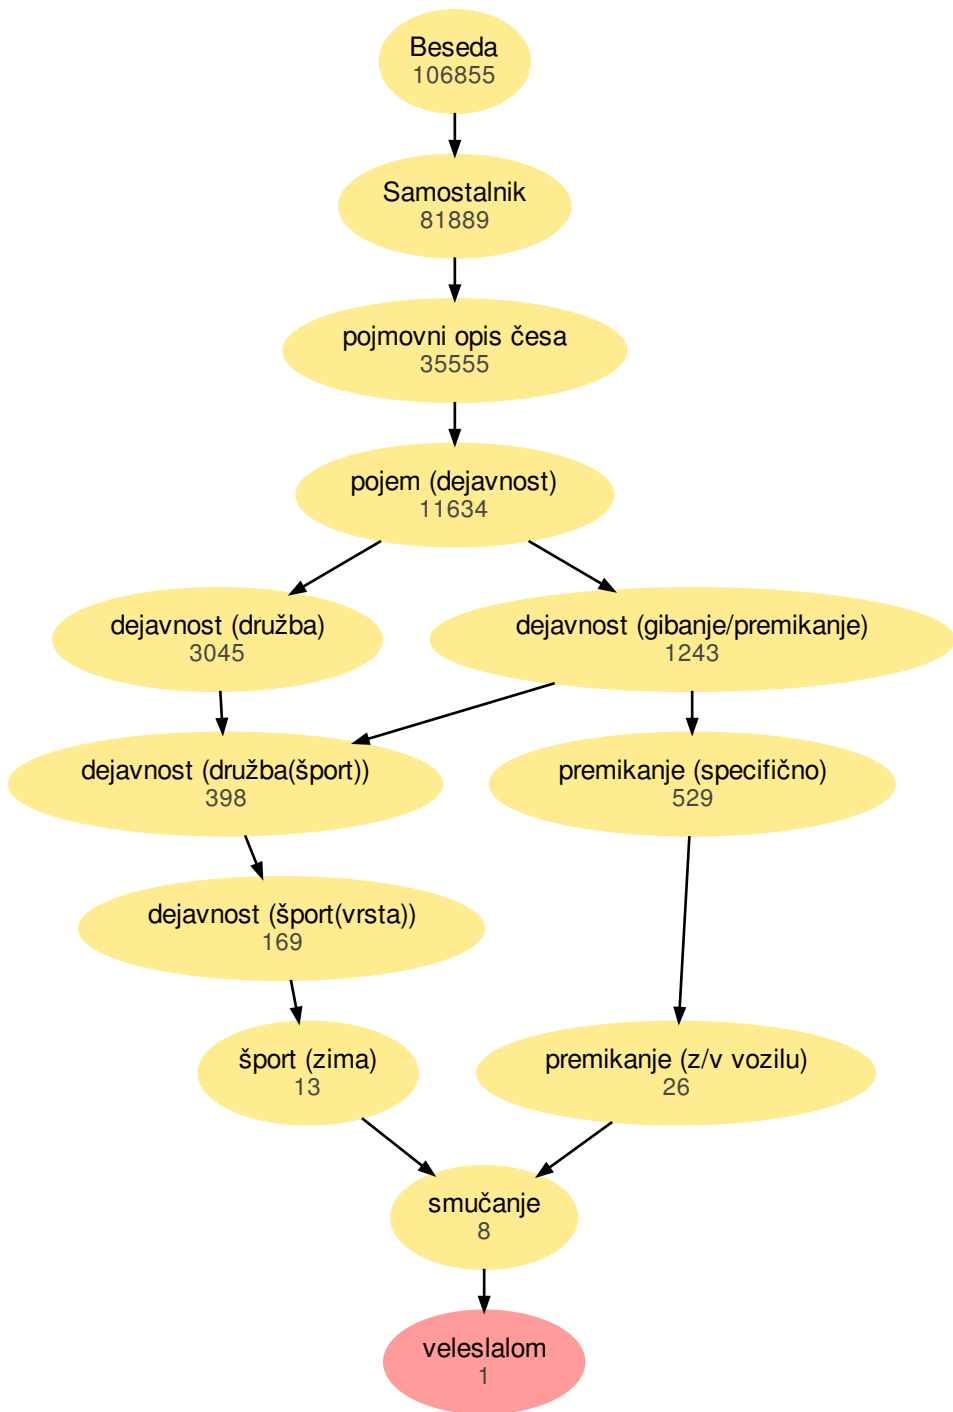 Beseda
106855
Samostalnik
81889
pojmovni opis česa
35555
pojem (dejavnost)
11634
dejavnost (družba)
3045
dejavnost (gibanje/premikanje)
1243
dejavnost (družba(šport))
398
premikanje (specifično)
529
dejavnost (šport(vrsta))
169
šport (zima)
13
premikanje (z/v vozilu)
26
smučanje
8
veleslalom
1